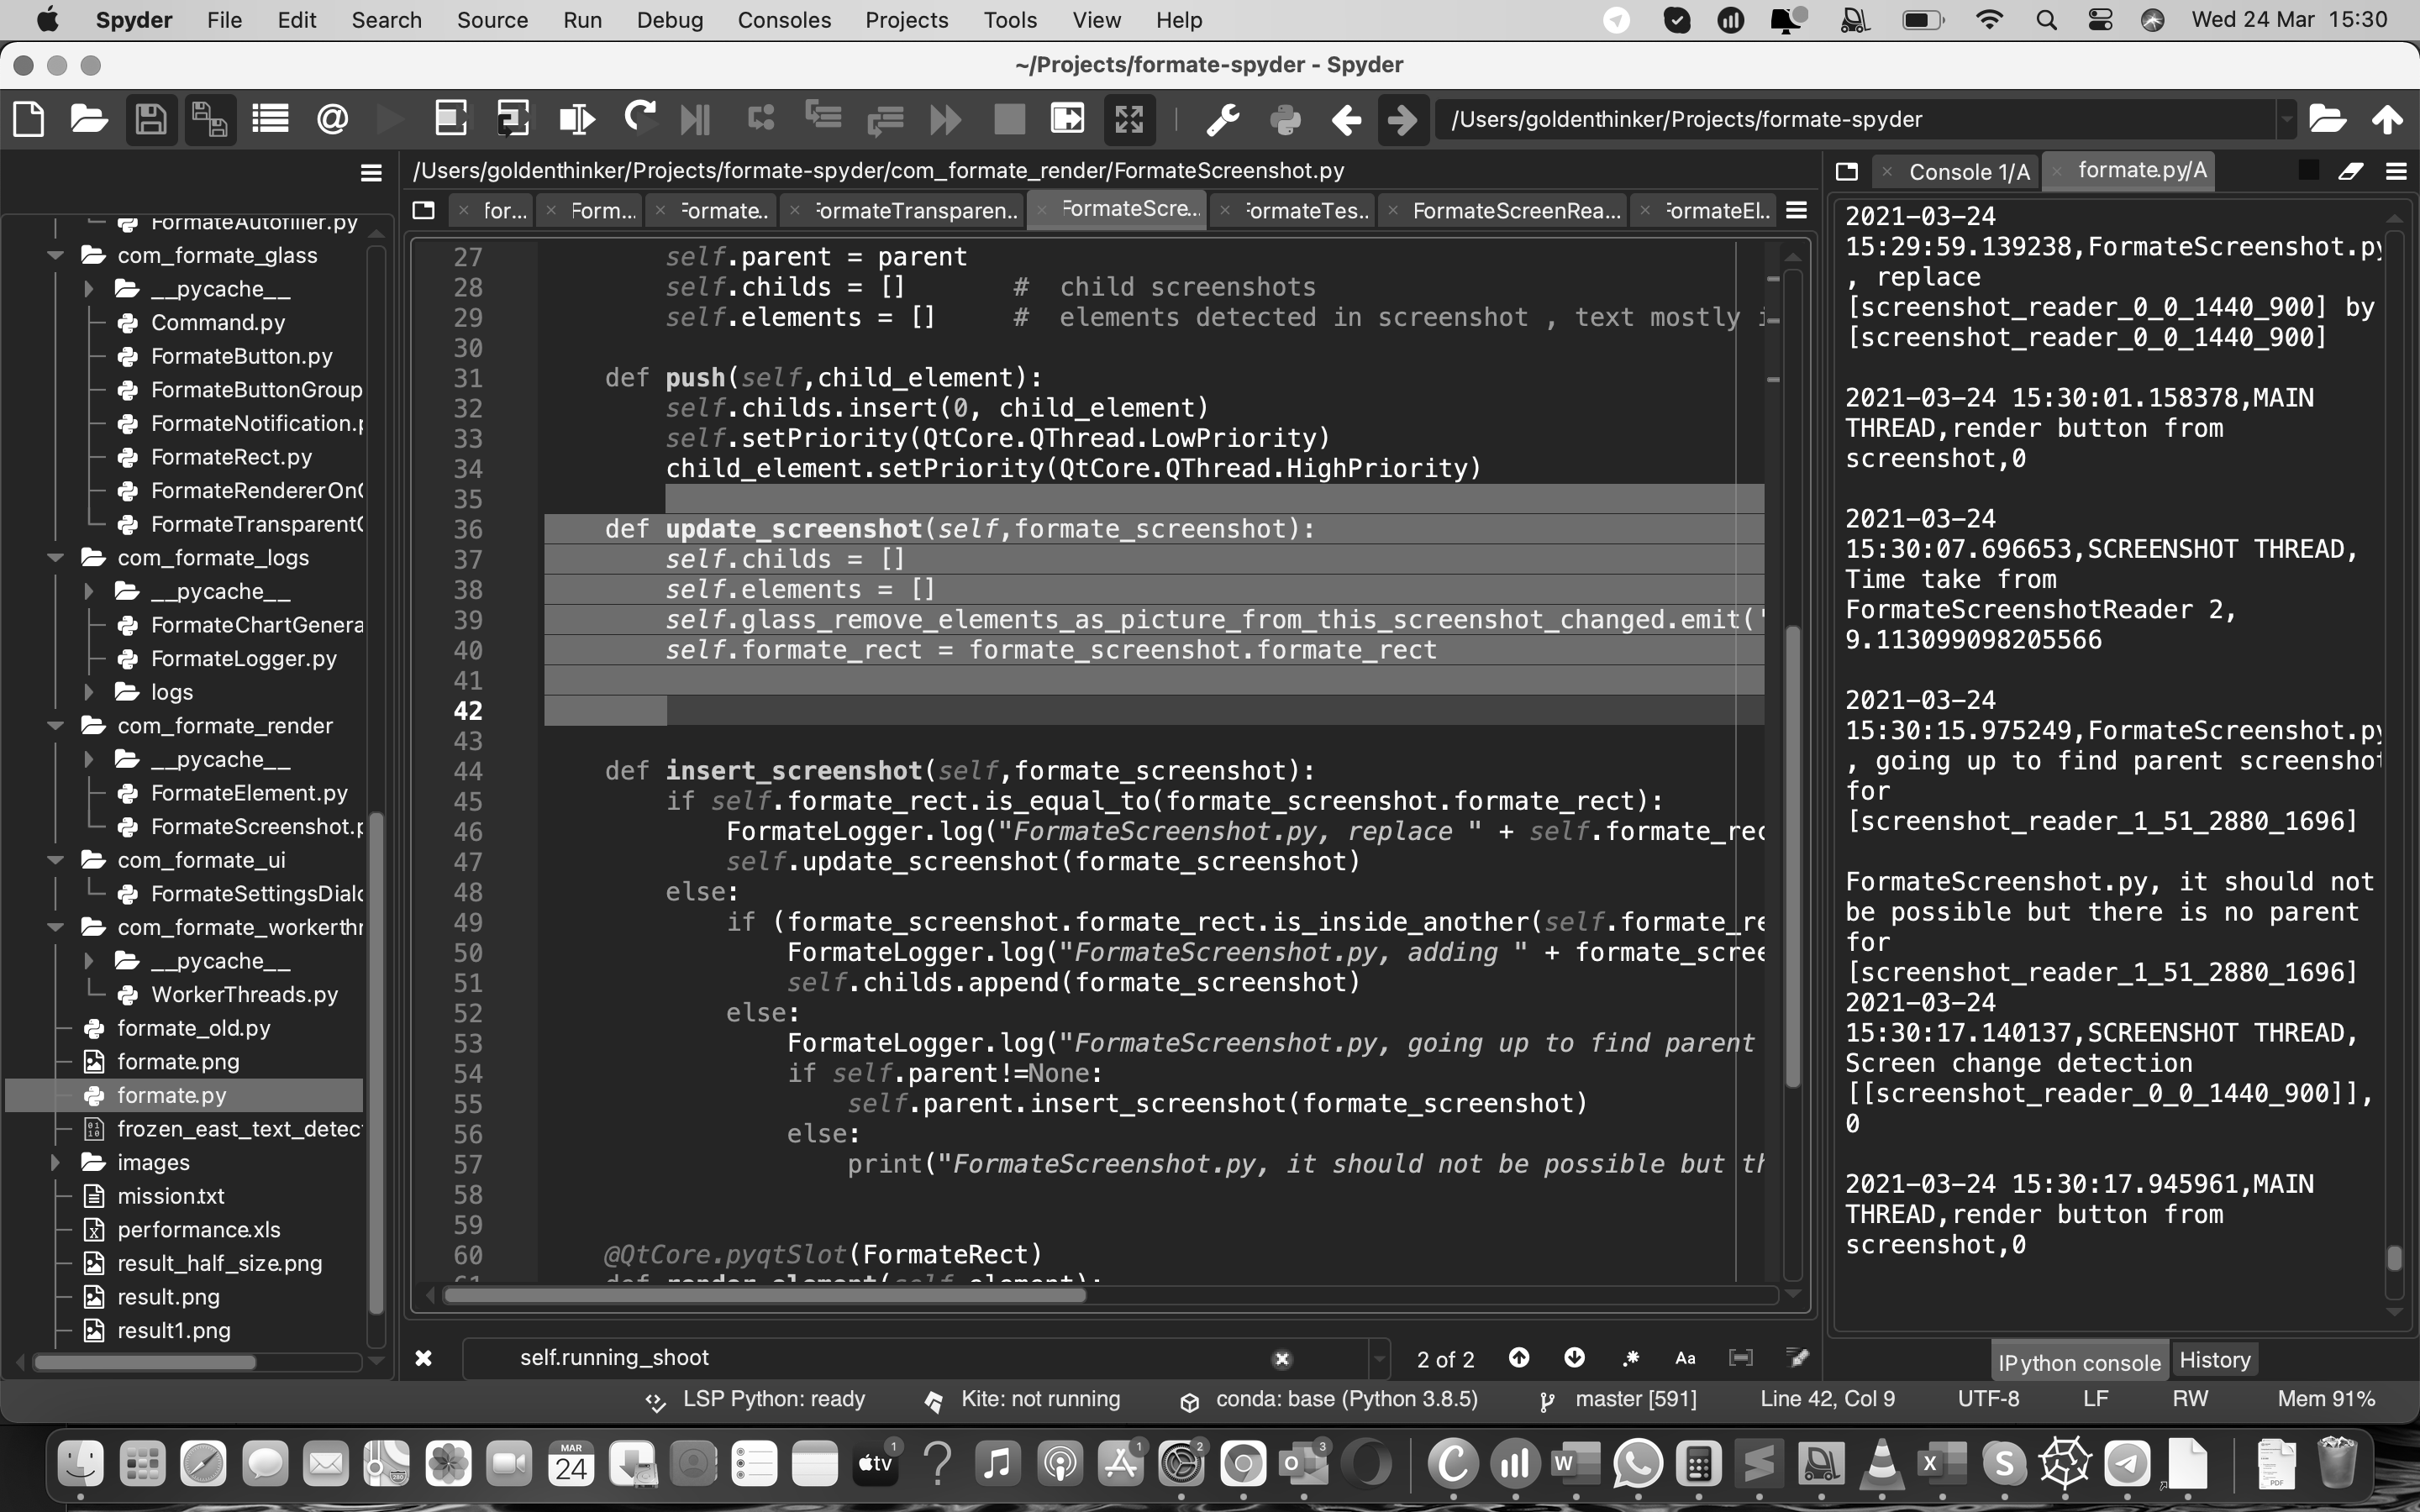 Spyder File Edit Search Source Run Debug Consoles Projects Tools View Help Wed 24 Mar 15:30
~/Projects/formate-spyder - Spyder
/Users/goldenthinker/Projects/formate-spyder
FormateAutofiller.py
com_formate_glass
__pycache__
Command.py
FormateButton.py
FormateButtonGroup
FormateNotification.p
FormateRect.py
FormateRendererOn
FormateTransparent
com_formate_logs
__pycache__
FormateChartGenera
FormateLogger.py
logs
com_formate_render
__pycache__
FormateElement.py
FormateScreenshot.p
com_formate_ui
FormateSettingsDialo
com_formate_workerthr
__pycache__
WorkerThreads.py
formate_old.py
formate.png
formate.py
frozen_east_text_detec
images
mission.txt
performance.xls
result_half_size.png
result.png
result1.png
/Users/goldenthinker/Projects/formate-spyder/com_formate_render/FormateScreenshot.py
for... Form... Formate.. FormateTransparen.. FormateScre.. FormateTes.. FormateScreenRea... FormateEl..
27 self.parent = parent
28 self.childs = [] # child screenshots
29 self.elements = [] # elements detected in screenshot , text mostly i
30
31 def push(self,child_element):
32 self.childs.insert(0, child_element)
33 self.setPriority(QtCore.QThread.LowPriority)
34 child_element.setPriority(QtCore.QThread.HighPriority)
35
36 def update_screenshot(self,formate_screenshot):
37 self.childs = []
38 self.elements = []
39 self.glass_remove_elements_as_picture_from_this_screenshot_changed.emit('
40 self.formate_rect = formate_screenshot.formate_rect
41
42
43
44 def insert_screenshot(self,formate_screenshot):
45 if self.formate_rect.is_equal_to(formate_screenshot.formate_rect):
46 FormateLogger.log("FormateScreenshot.py, replace " + self.formate_rec
47 self.update_screenshot(formate_screenshot)
48 else:
49 if (formate_screenshot.formate_rect.is_inside_another(self.formate_re
50 FormateLogger.log("FormateScreenshot.py, adding " + formate_scree
51 self.childs.append(formate_screenshot)
52 else:
53 FormateLogger.log("FormateScreenshot.py, going up to find parent
54 if self.parent!=None:
55 self.parent.insert_screenshot(formate_screenshot)
56 else:
57 print("FormateScreenshot.py, it should not be possible but th
58
59
60 @QtCore.pyqtSlot(FormateRect)
61 def render_element(self,element):
self.running_shoot 2 of 2 .* Aa
Console 1/A formate.py/A
2021-03-24
15:29:59.139238,FormateScreenshot.py
, replace
[screenshot_reader_0_0_1440_900] by
[screenshot_reader_0_0_1440_900]
2021-03-24 15:30:01.158378,MAIN
THREAD,render button from
screenshot,0
2021-03-24
15:30:07.696653,SCREENSHOT THREAD,
Time take from
FormateScreenshotReader 2,
9.113099098205566
2021-03-24
15:30:15.975249,FormateScreenshot.py
, going up to find parent screenshot
for
[screenshot_reader_1_51_2880_1696]
FormateScreenshot.py, it should not
be possible but there is no parent
for
[screenshot_reader_1_51_2880_1696]
2021-03-24
15:30:17.140137,SCREENSHOT THREAD,
Screen change detection
[[screenshot_reader_0_0_1440_900]],
0
2021-03-24 15:30:17.945961,MAIN
THREAD,render button from
screenshot,0
IPython console History
LSP Python: ready Kite: not running conda: base (Python 3.8.5) master [591] Line 42, Col 9 UTF-8 LF RW Mem 91%
MAR
24
tv
1
1
2
3
PDF